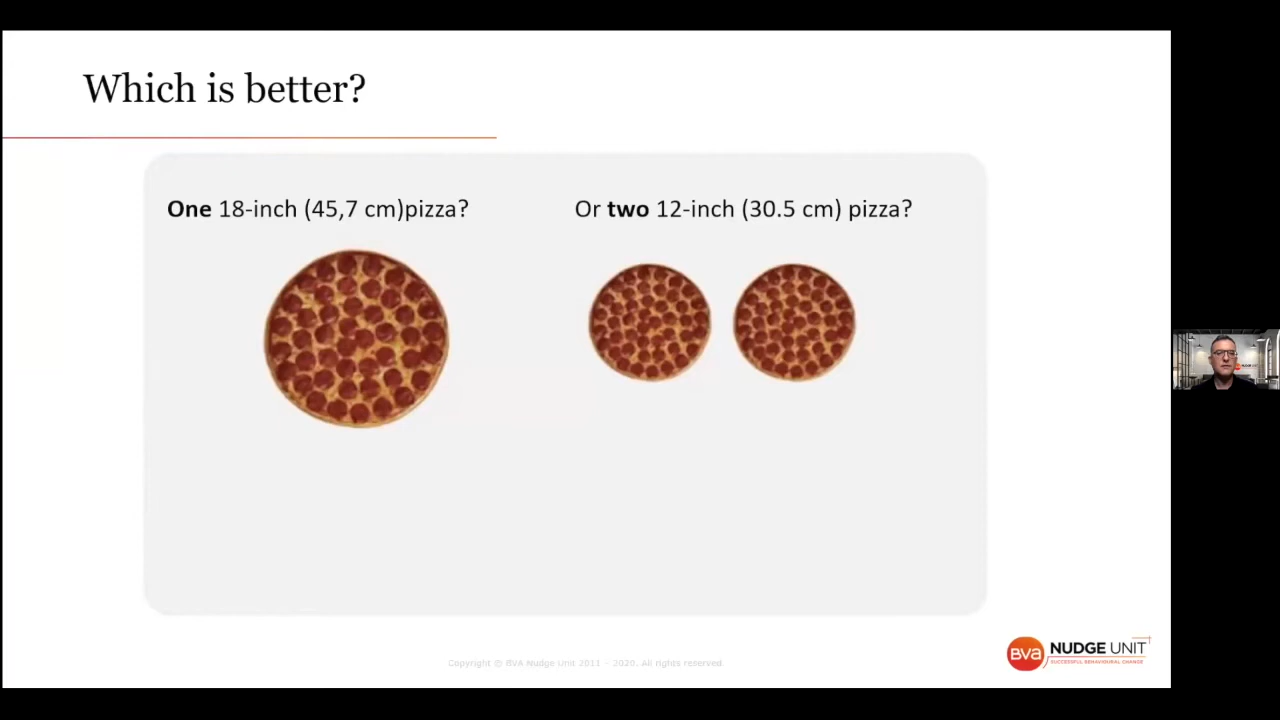 Which is better?
One 18-inch (45,7 cm)pizza?
Or two 12-inch (30.5 cm) pizza?
Copyright © BVA Nudge Unit 2011 – 2020. All rights reserved.
BVA NUDGE UNIT
SUCCESSFUL BEHAVIOURAL CHANGE